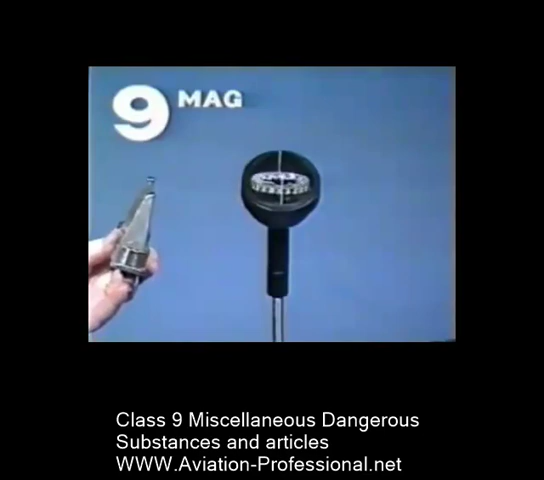 9 MAG
Class 9 Miscellaneous Dangerous
Substances and articles
WWW.Aviation-Professional.net